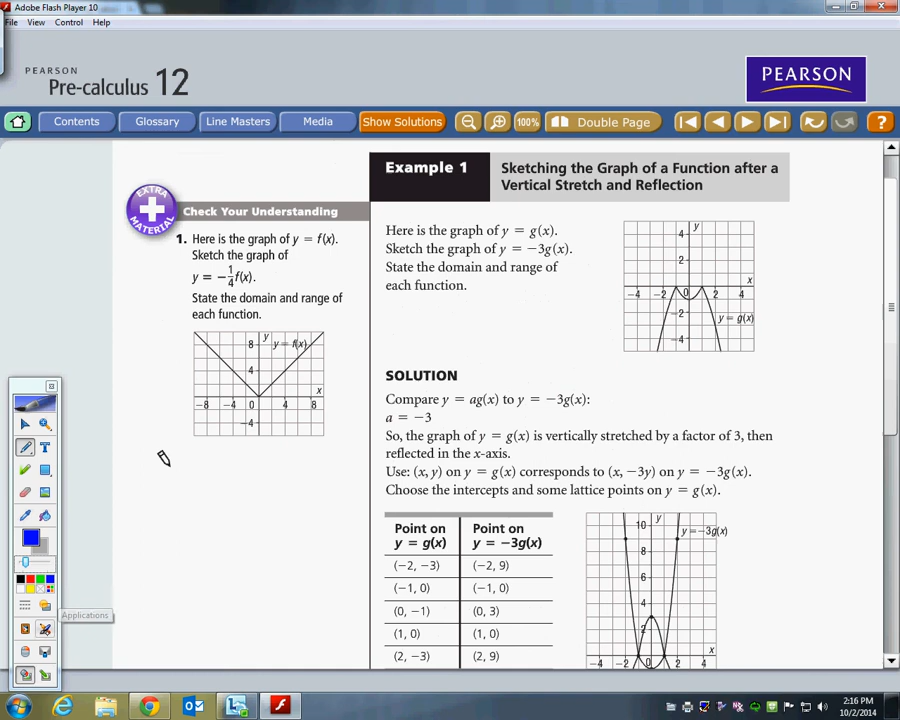 Adobe Flash Player 10
File View Control Help
PEARSON
Pre-calculus 12
PEARSON
Contents Glossary Line Masters Media Show Solutions 100% Double Page ?
EXTRA
MATERIAL
Check Your Understanding
1. Here is the graph of y = f(x).
Sketch the graph of
y = −1/4f(x).
State the domain and range of
each function.
y
8 y = f(x)
4
x
−8 −4 0 4 8
−4
Example 1 Sketching the Graph of a Function after a
Vertical Stretch and Reflection
Here is the graph of y = g(x).
Sketch the graph of y = −3g(x).
State the domain and range of
each function.
4 y
2
x
−4 −2 0 2 4
−2 y = g(x)
−4
SOLUTION
Compare y = ag(x) to y = −3g(x):
a = −3
So, the graph of y = g(x) is vertically stretched by a factor of 3, then
reflected in the x-axis.
Use: (x, y) on y = g(x) corresponds to (x, −3y) on y = −3g(x).
Choose the intercepts and some lattice points on y = g(x).
Point on Point on
y = g(x) y = −3g(x)
(−2, −3) (−2, 9)
(−1, 0) (−1, 0)
(0, −1) (0, 3)
(1, 0) (1, 0)
(2, −3) (2, 9)
10 y
y = −3g(x)
8
6
4
2
x
−4 −2 0 2 4
T
Applications
2:16 PM
10/2/2014